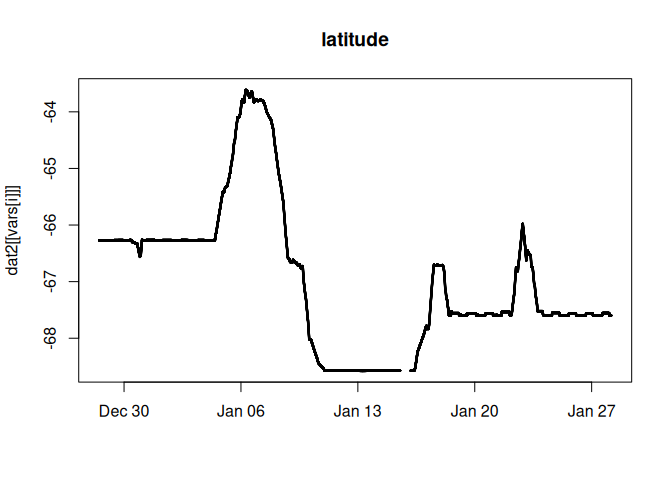 latitude
dat2[[vars[i]]]
-64
-65
-66
-67
-68
Dec 30
Jan 06
Jan 13
Jan 20
Jan 27